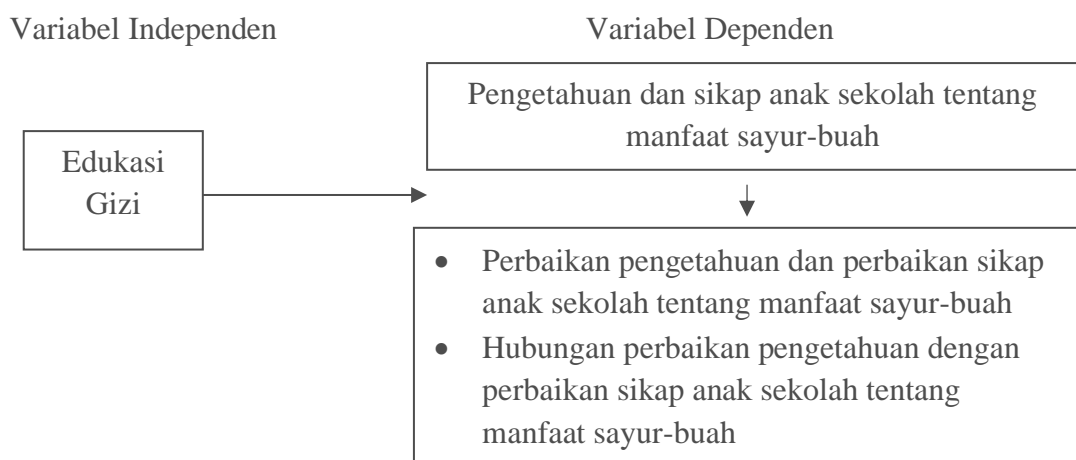 Variabel Independen
Variabel Dependen
Pengetahuan dan sikap anak sekolah tentang
manfaat sayur-buah
Edukasi
Gizi
• Perbaikan pengetahuan dan perbaikan sikap
anak sekolah tentang manfaat sayur-buah
• Hubungan perbaikan pengetahuan dengan
perbaikan sikap anak sekolah tentang
manfaat sayur-buah